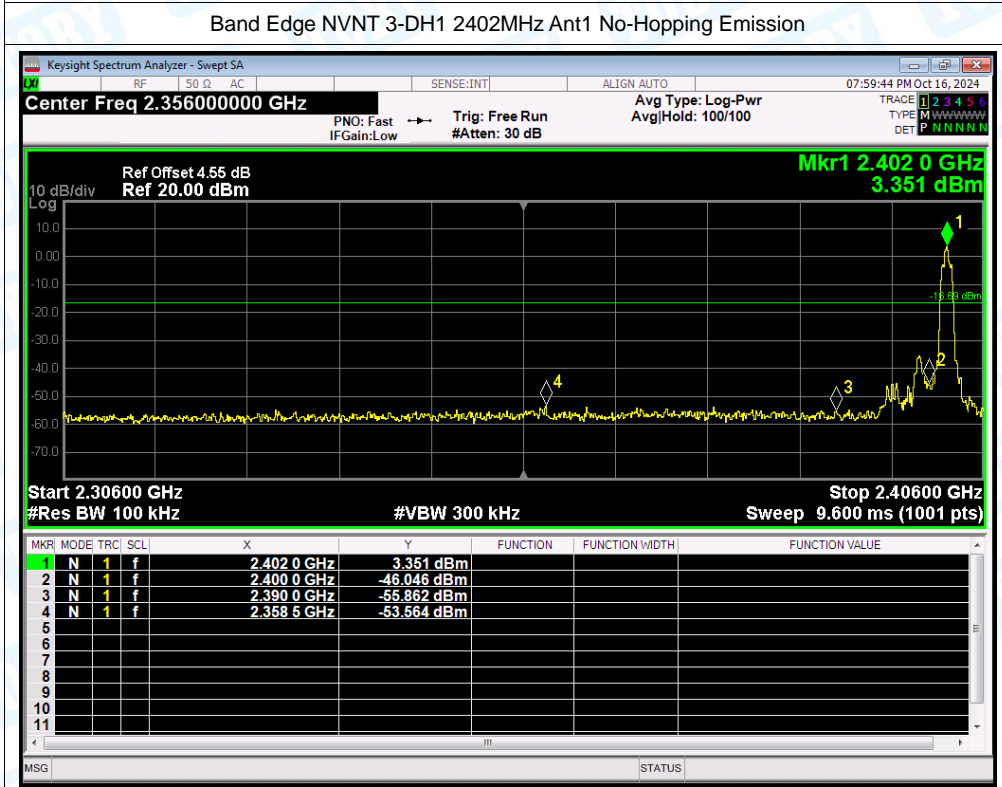 Band Edge NVNT 3-DH1 2402MHz Ant1 No-Hopping Emission
Keysight Spectrum Analyzer - Swept SA
LXI RF 50 Ω AC SENSE:INT ALIGN AUTO 07:59:44 PM Oct 16, 2024
Center Freq 2.356000000 GHz
PNO: Fast
IFGain:Low
Trig: Free Run
#Atten: 30 dB
Avg Type: Log-Pwr
Avg|Hold: 100/100
TRACE 1 2 3 4 5 6
TYPE M W W W W W
DET P N N N N N
Ref Offset 4.55 dB
10 dB/div Ref 20.00 dBm
Log
Mkr1 2.402 0 GHz
3.351 dBm
10.0
0.00
-10.0
-20.0
-30.0
-40.0
-50.0
-60.0
-70.0
1
-16.69 dBm
2
3
4
Start 2.30600 GHz Stop 2.40600 GHz
#Res BW 100 kHz #VBW 300 kHz Sweep 9.600 ms (1001 pts)
MKR MODE TRC SCL X Y FUNCTION FUNCTION WIDTH FUNCTION VALUE
1 N 1 f 2.402 0 GHz 3.351 dBm
2 N 1 f 2.400 0 GHz -46.046 dBm
3 N 1 f 2.390 0 GHz -55.862 dBm
4 N 1 f 2.358 5 GHz -53.564 dBm
5
6
7
8
9
10
11
MSG STATUS